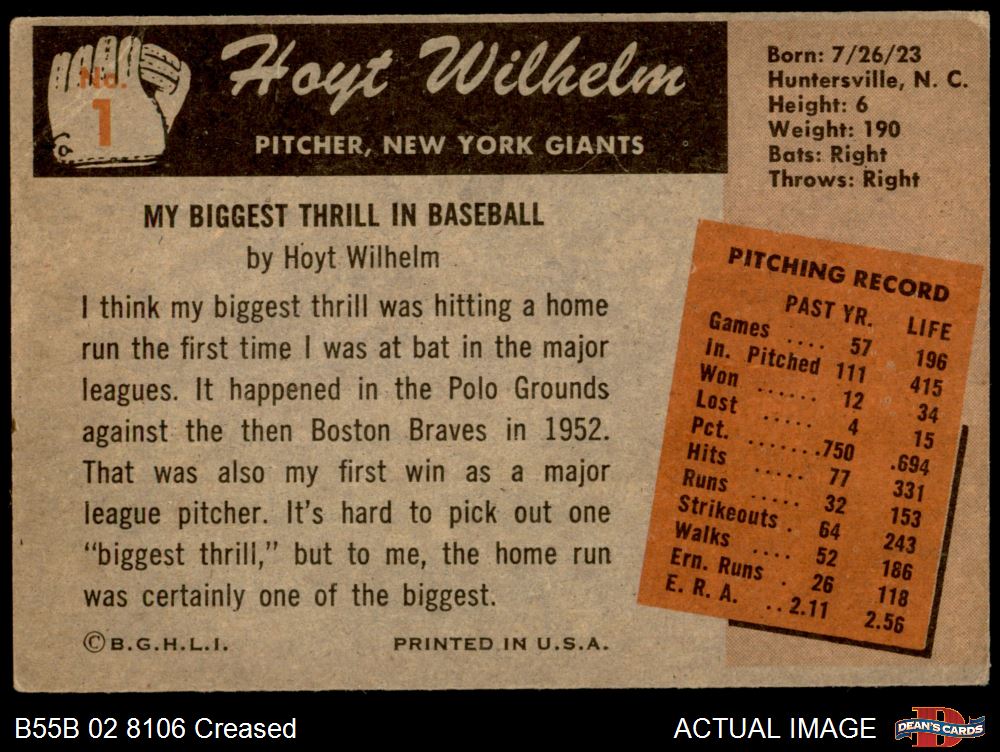 No.
1
Hoyt Wilhelm
PITCHER, NEW YORK GIANTS
Born: 7/26/23
Huntersville, N. C.
Height: 6
Weight: 190
Bats: Right
Throws: Right
MY BIGGEST THRILL IN BASEBALL
by Hoyt Wilhelm
I think my biggest thrill was hitting a home
run the first time I was at bat in the major
leagues. It happened in the Polo Grounds
against the then Boston Braves in 1952.
That was also my first win as a major
league pitcher. It's hard to pick out one
“biggest thrill,” but to me, the home run
was certainly one of the biggest.
PITCHING RECORD
PAST YR. LIFE
Games .... 57 196
In. Pitched 111 415
Won ...... 12 34
Lost ..... 4 15
Pct. .......750 .694
Hits ..... 77 331
Runs .... 32 153
Strikeouts . 64 243
Walks .... 52 186
Ern. Runs . 26 118
E. R. A. ..2.11 2.56
©B.G.H.L.I. PRINTED IN U.S.A.
B55B 02 8106 Creased
ACTUAL IMAGE
D
DEAN'S CARDS